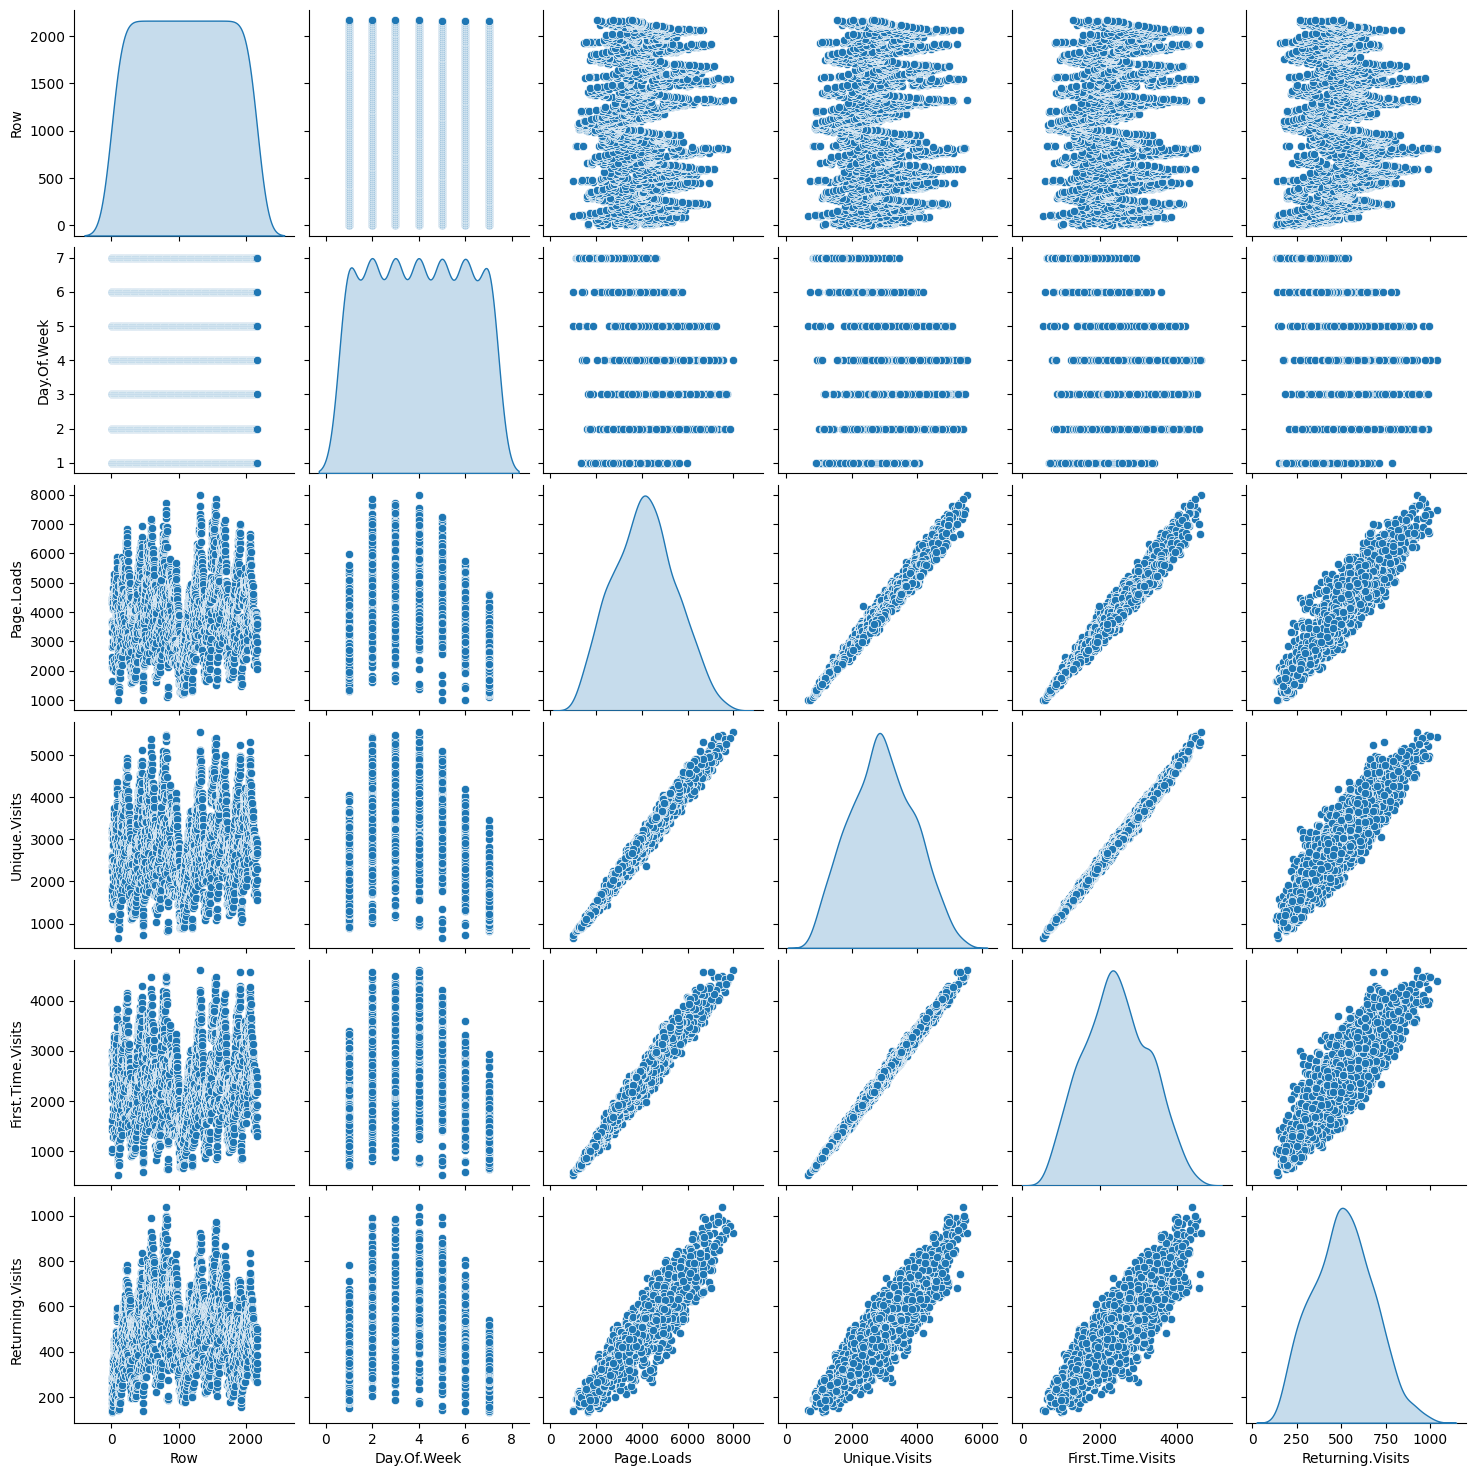 2000
1500
1000
500
0
Row
7
6
5
4
3
2
1
Day.Of.Week
8000
7000
6000
5000
4000
3000
2000
1000
Page.Loads
5000
4000
3000
2000
1000
Unique.Visits
4000
3000
2000
1000
First.Time.Visits
1000
800
600
400
200
Returning.Visits
0 1000 2000
0 2 4 6 8
2000 4000 6000 8000
0 2000 4000 6000
0 2000 4000
0 250 500 750 1000
Row
Day.Of.Week
Page.Loads
Unique.Visits
First.Time.Visits
Returning.Visits